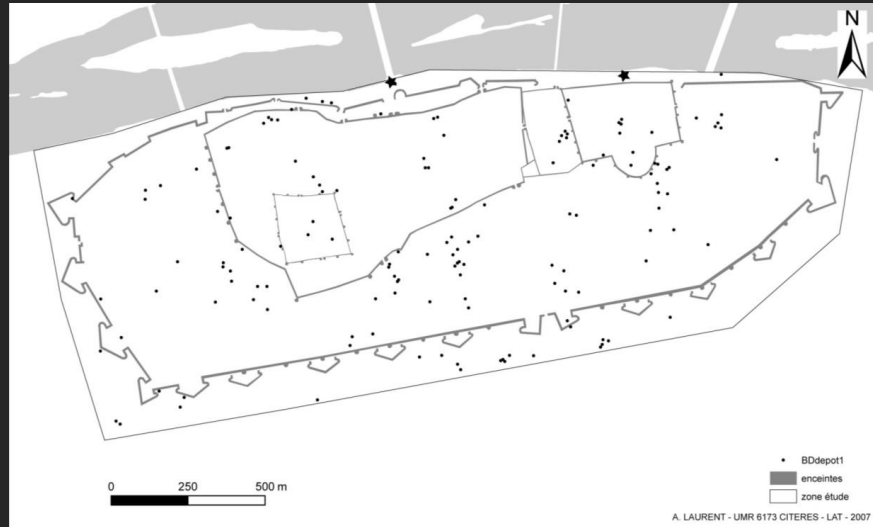 N
0 250 500 m
BDdepot1
enceintes
zone étude
A. LAURENT - UMR 6173 CITERES - LAT - 2007